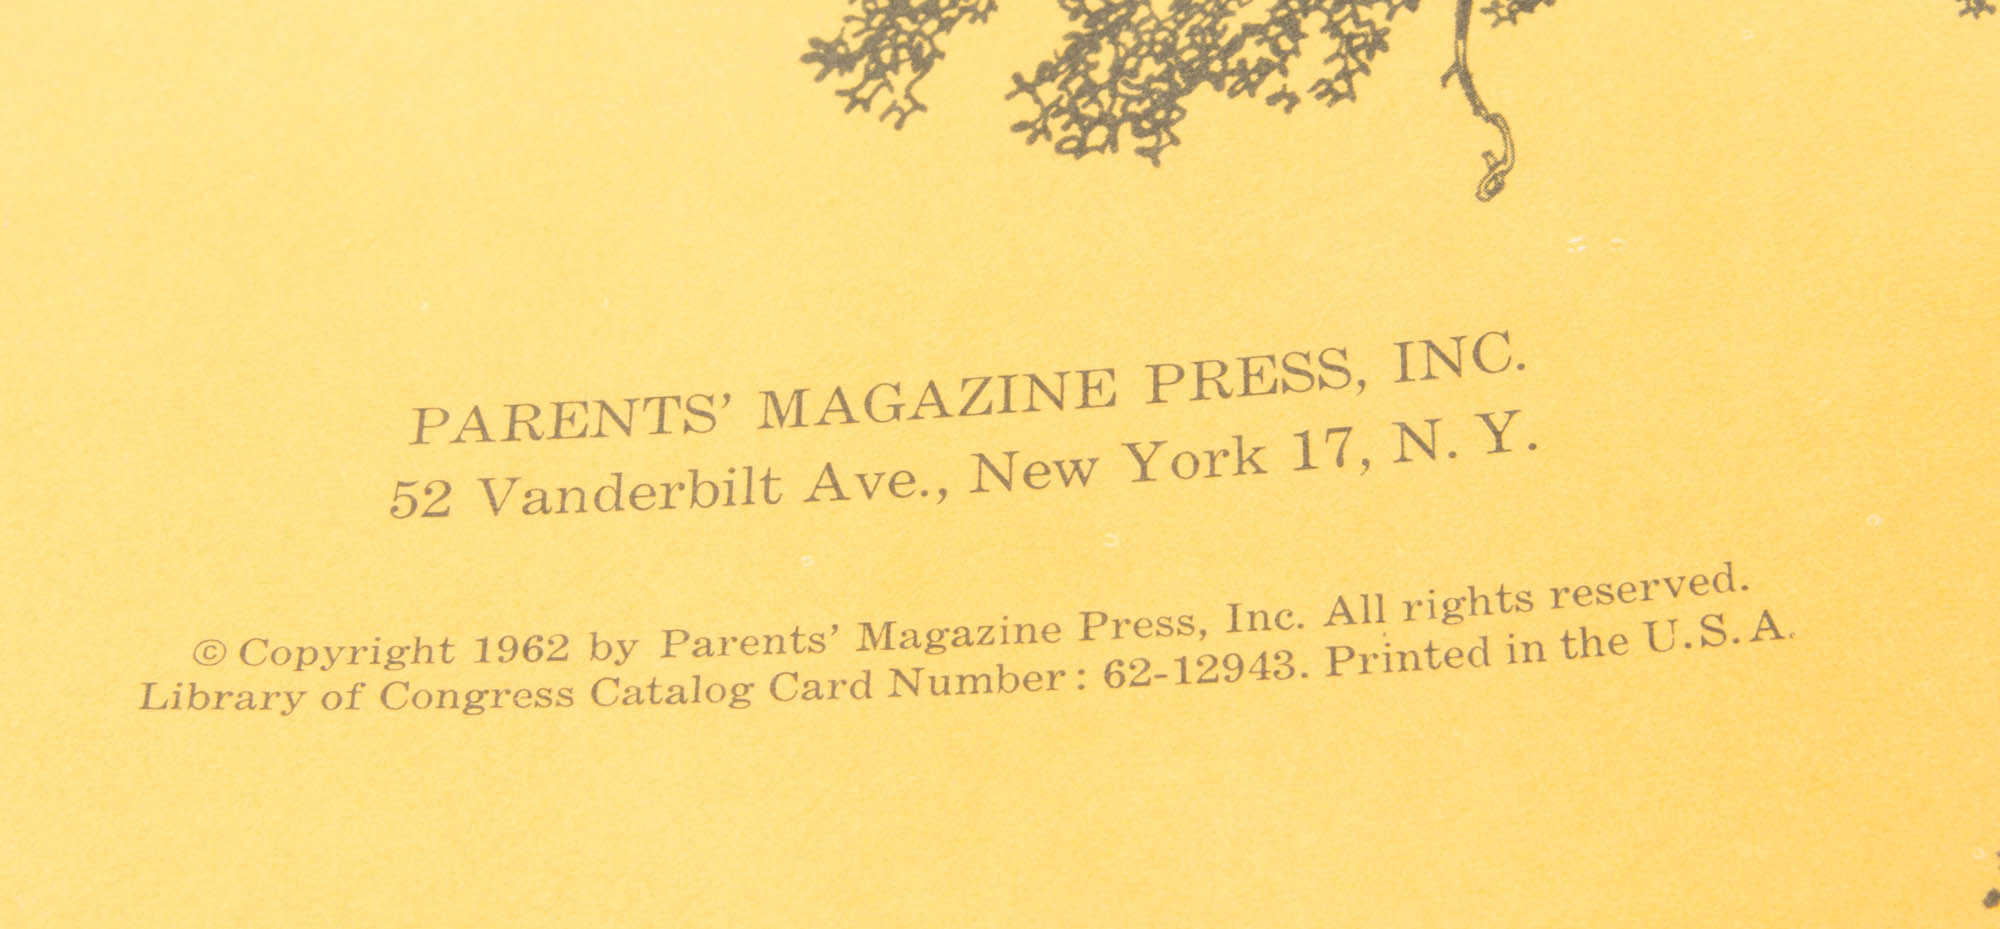 PARENTS' MAGAZINE PRESS, INC.
52 Vanderbilt Ave., New York 17, N. Y.
© Copyright 1962 by Parents' Magazine Press, Inc. All rights reserved.
Library of Congress Catalog Card Number: 62-12943. Printed in the U.S.A.